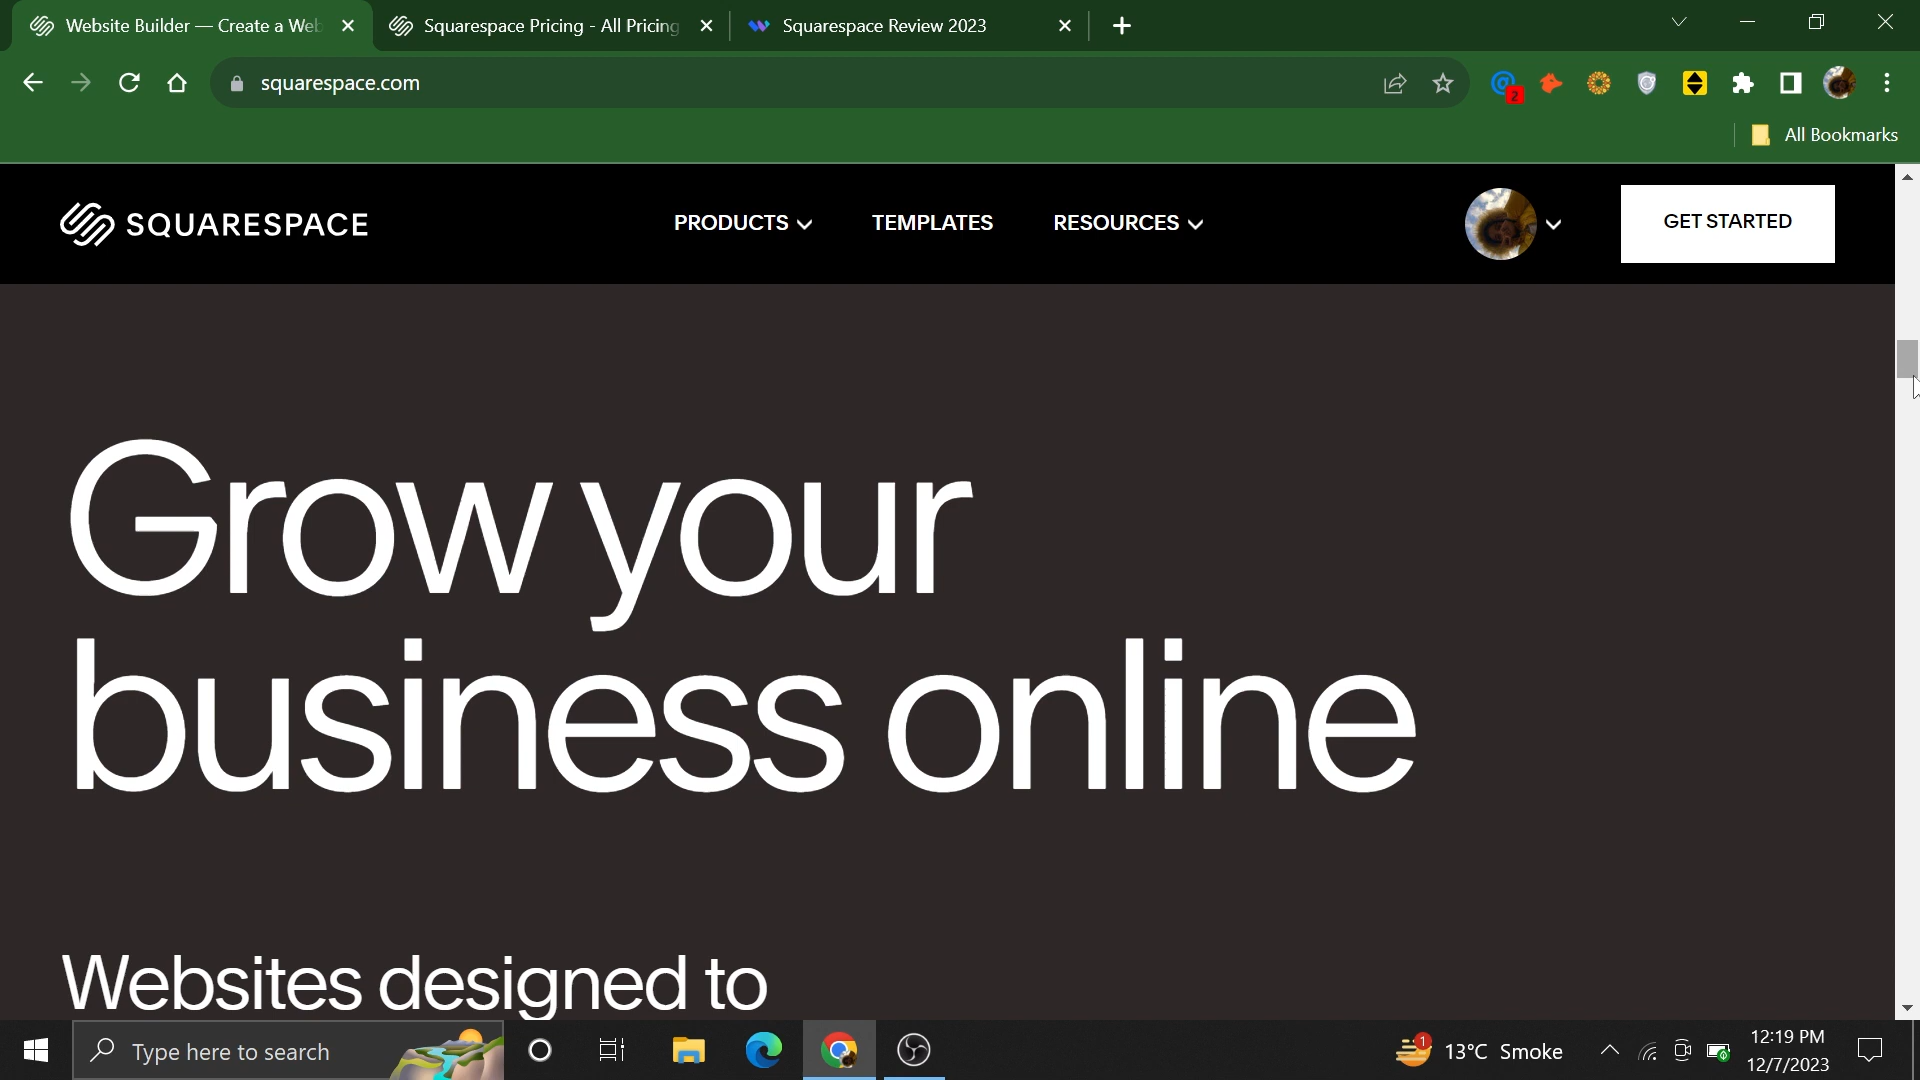 Website Builder — Create a Web
Squarespace Pricing - All Pricing
Squarespace Review 2023
squarespace.com
2
All Bookmarks
SQUARESPACE
PRODUCTS
TEMPLATES
RESOURCES
GET STARTED
Grow your
business online
Websites designed to
Type here to search
1
13°C Smoke
12:19 PM
12/7/2023